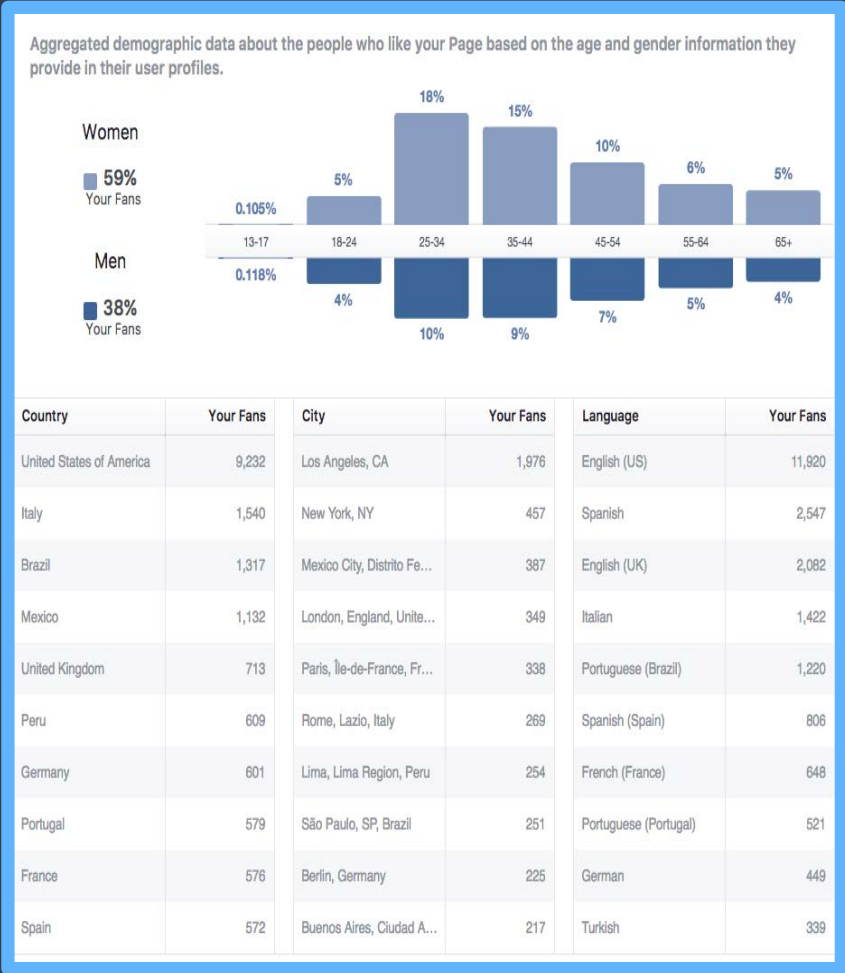 Aggregated demographic data about the people who like your Page based on the age and gender information they
provide in their user profiles.
Women
59%
Your Fans
Men
38%
Your Fans
18%
15%
10%
6%
5%
5%
0.105%
13-17 18-24 25-34 35-44 45-54 55-64 65+
0.118%
4%
10%
9%
7%
5%
4%
Country Your Fans City Your Fans Language Your Fans
United States of America 9,232 Los Angeles, CA 1,976 English (US) 11,920
Italy 1,540 New York, NY 457 Spanish 2,547
Brazil 1,317 Mexico City, Distrito Fe... 387 English (UK) 2,082
Mexico 1,132 London, England, Unite... 349 Italian 1,422
United Kingdom 713 Paris, Île-de-France, Fr... 338 Portuguese (Brazil) 1,220
Peru 609 Rome, Lazio, Italy 269 Spanish (Spain) 806
Germany 601 Lima, Lima Region, Peru 254 French (France) 648
Portugal 579 São Paulo, SP, Brazil 251 Portuguese (Portugal) 521
France 576 Berlin, Germany 225 German 449
Spain 572 Buenos Aires, Ciudad A... 217 Turkish 339